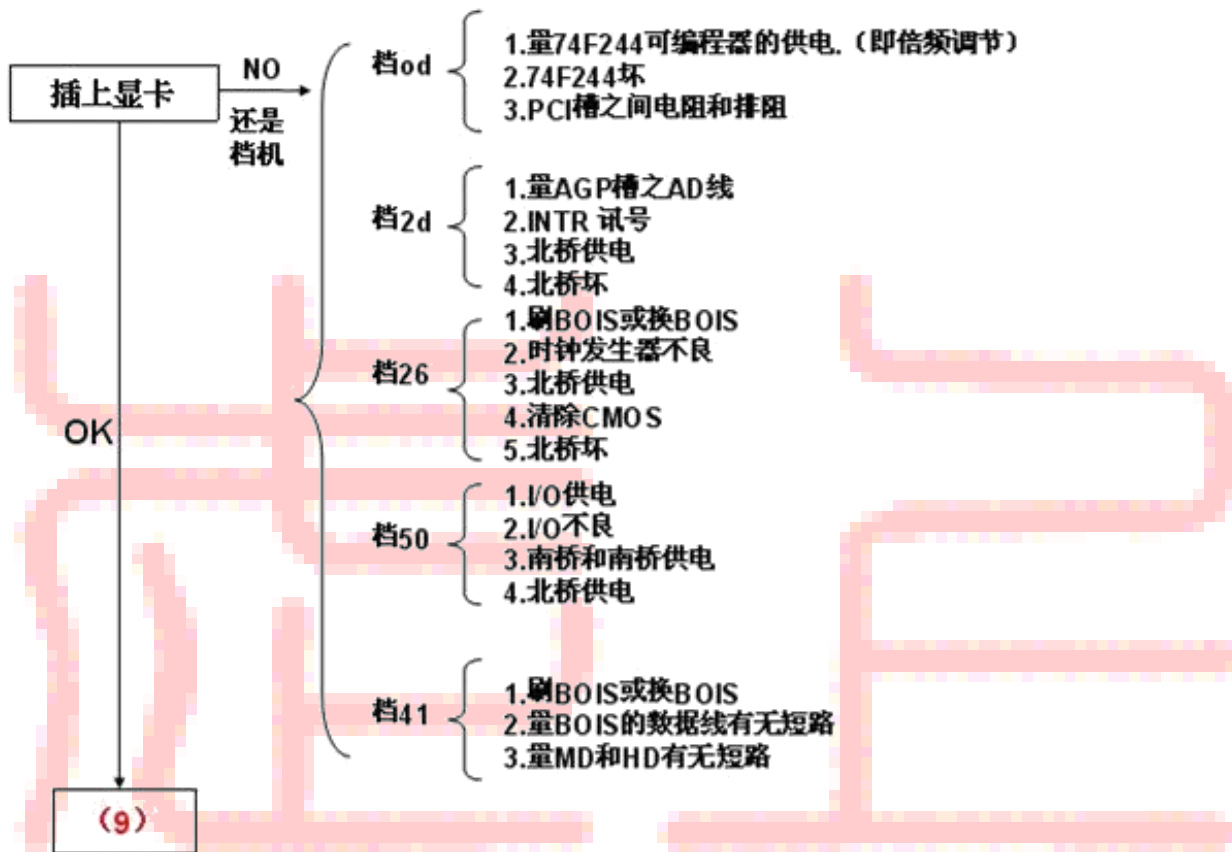 插上显卡
NO
还是
档机
OK
档od
1.量74F244可编程器的供电.（即倍频调节）
2.74F244坏
3.PCI槽之间电阻和排阻
档2d
1.量AGP槽之AD线
2.INTR 讯号
3.北桥供电
4.北桥坏
档26
1.刷BOIS或换BOIS
2.时钟发生器不良
3.北桥供电
4.清除CMOS
5.北桥坏
档50
1.I/O供电
2.I/O不良
3.南桥和南桥供电
4.北桥供电
档41
1.刷BOIS或换BOIS
2.量BOIS的数据线有无短路
3.量MD和HD有无短路
（9）